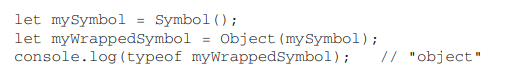 let mySymbol = Symbol();
let myWrappedSymbol = Object(mySymbol);
console.log(typeof myWrappedSymbol);   // "object"